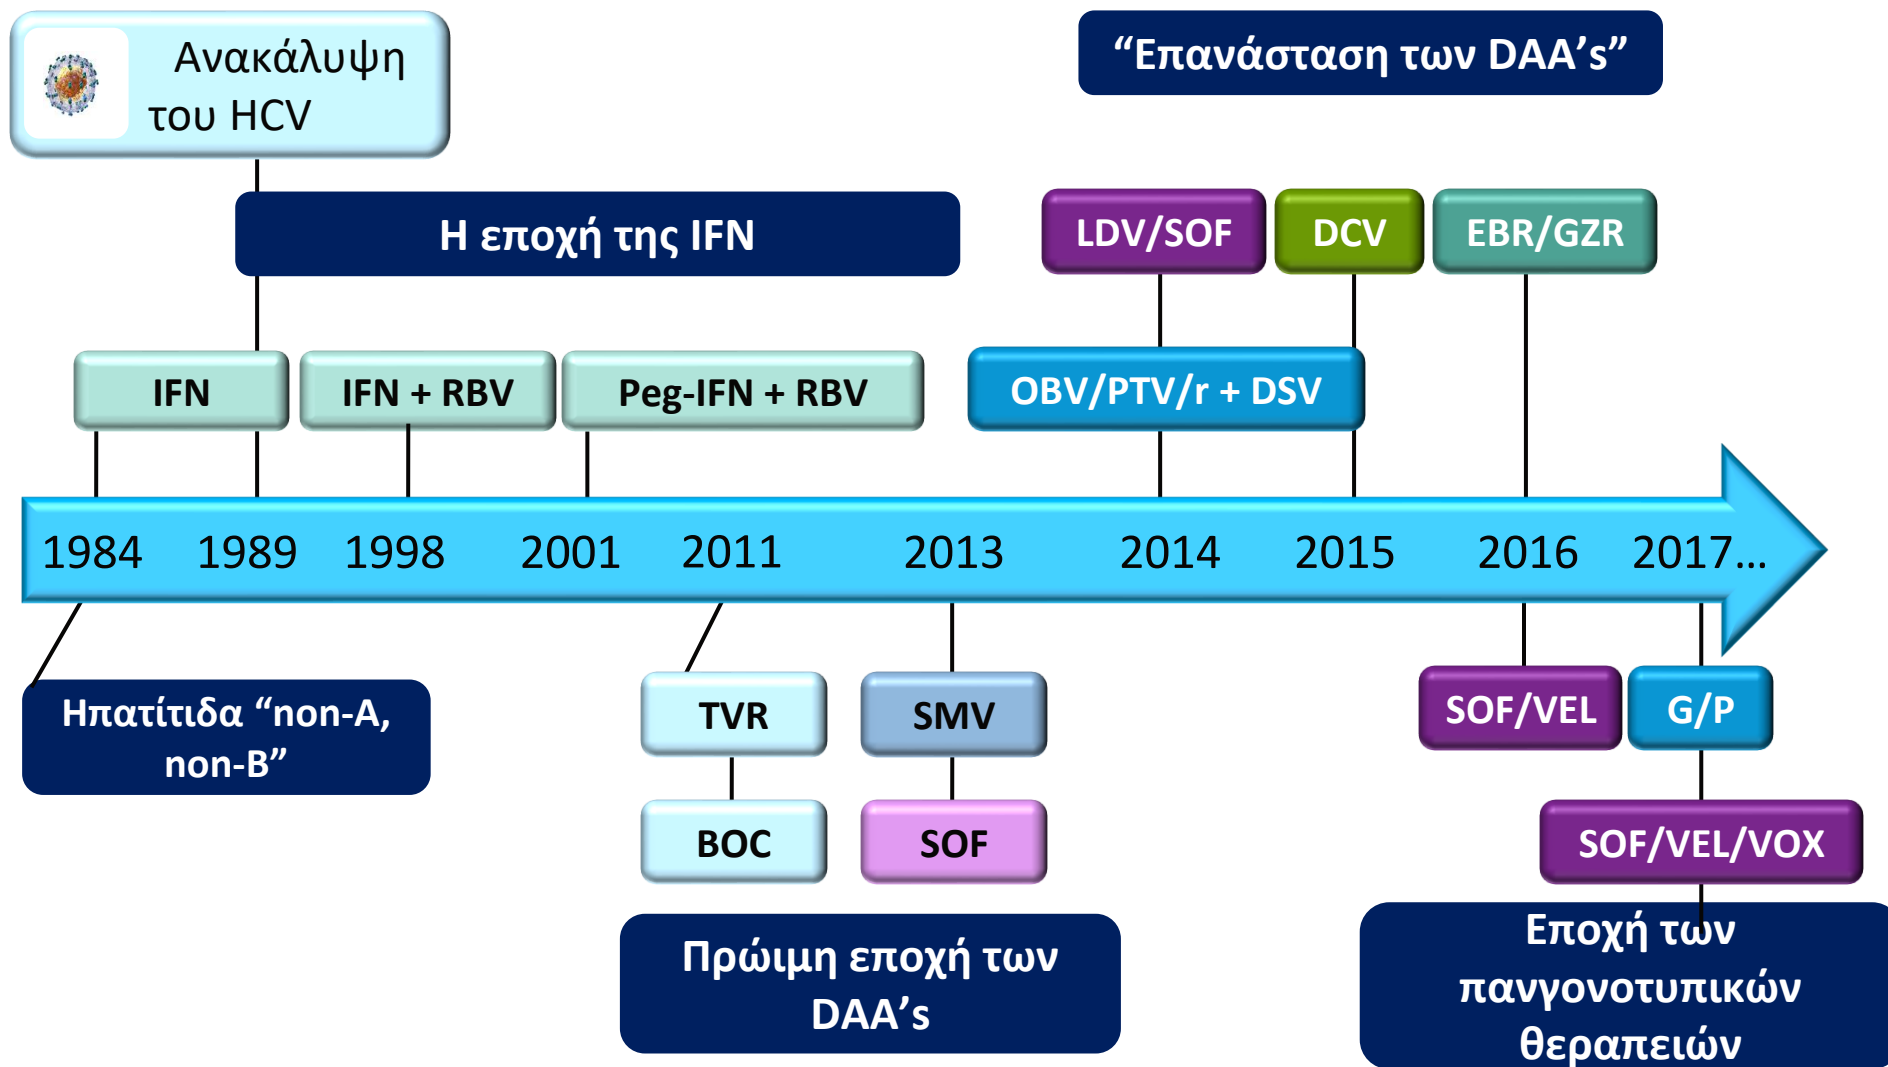 Ανακάλυψη
του HCV
“Επανάσταση των DAA’s”
Η εποχή της IFN
LDV/SOF
DCV
EBR/GZR
IFN
IFN + RBV
Peg-IFN + RBV
OBV/PTV/r + DSV
1984
1989
1998
2001
2011
2013
2014
2015
2016
2017...
Ηπατίτιδα “non-A,
non-B”
TVR
SMV
SOF/VEL
G/P
BOC
SOF
SOF/VEL/VOX
Πρώιμη εποχή των
DAA’s
Εποχή των
πανγονοτυπικών
θεραπειών